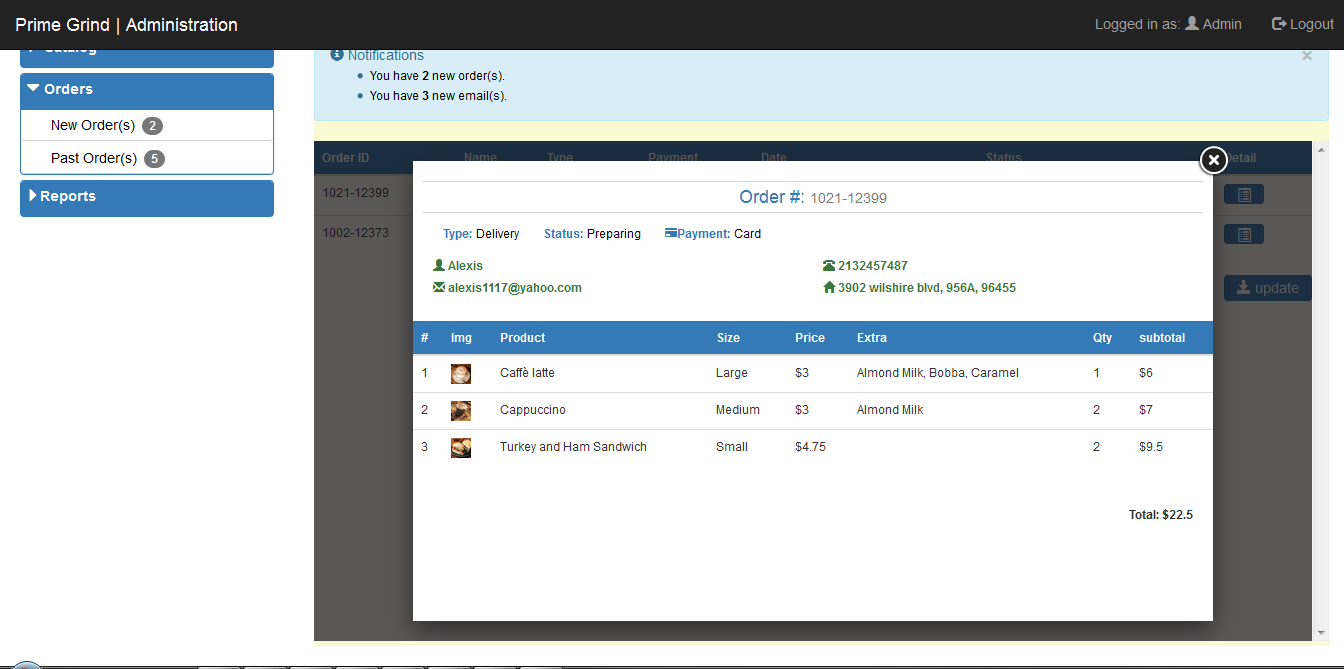 Prime Grind | Administration
Logged in as: Admin Logout
Catalog
Orders
New Order(s) 2
Past Order(s) 5
Reports
Notifications
You have 2 new order(s).
You have 3 new email(s).
Order ID Name Type Payment Date Status Detail
1021-12399
1002-12373
update
Order #: 1021-12399
Type: Delivery Status: Preparing Payment: Card
Alexis 2132457487
alexis1117@yahoo.com 3902 wilshire blvd, 956A, 96455
# Img Product Size Price Extra Qty subtotal
1 Caffè latte Large $3 Almond Milk, Bobba, Caramel 1 $6
2 Cappuccino Medium $3 Almond Milk 2 $7
3 Turkey and Ham Sandwich Small $4.75 2 $9.5
Total: $22.5